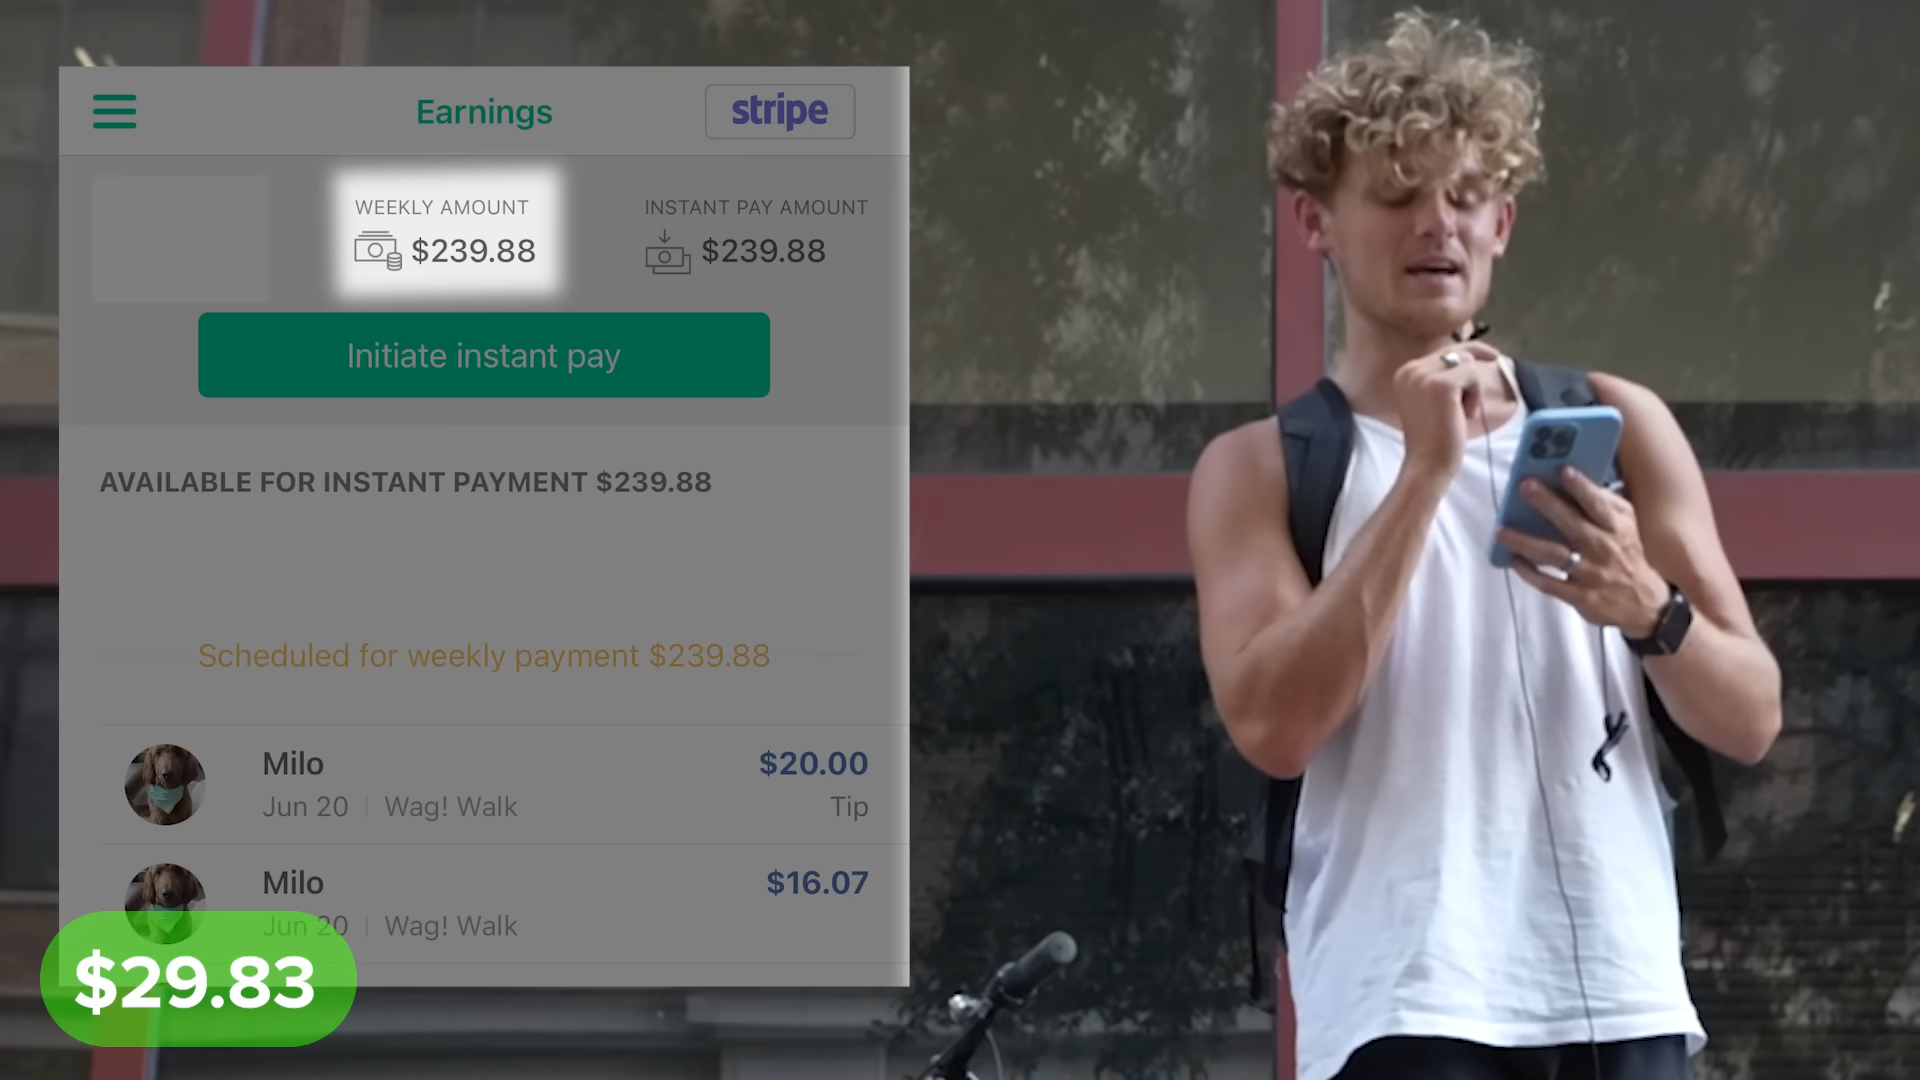 Earnings
stripe
WEEKLY AMOUNT
$239.88
INSTANT PAY AMOUNT
$239.88
Initiate instant pay
AVAILABLE FOR INSTANT PAYMENT $239.88
Scheduled for weekly payment $239.88
Milo
$20.00
Jun 20 | Wag! Walk
Tip
Milo
$16.07
Jun 20 | Wag! Walk
$29.83